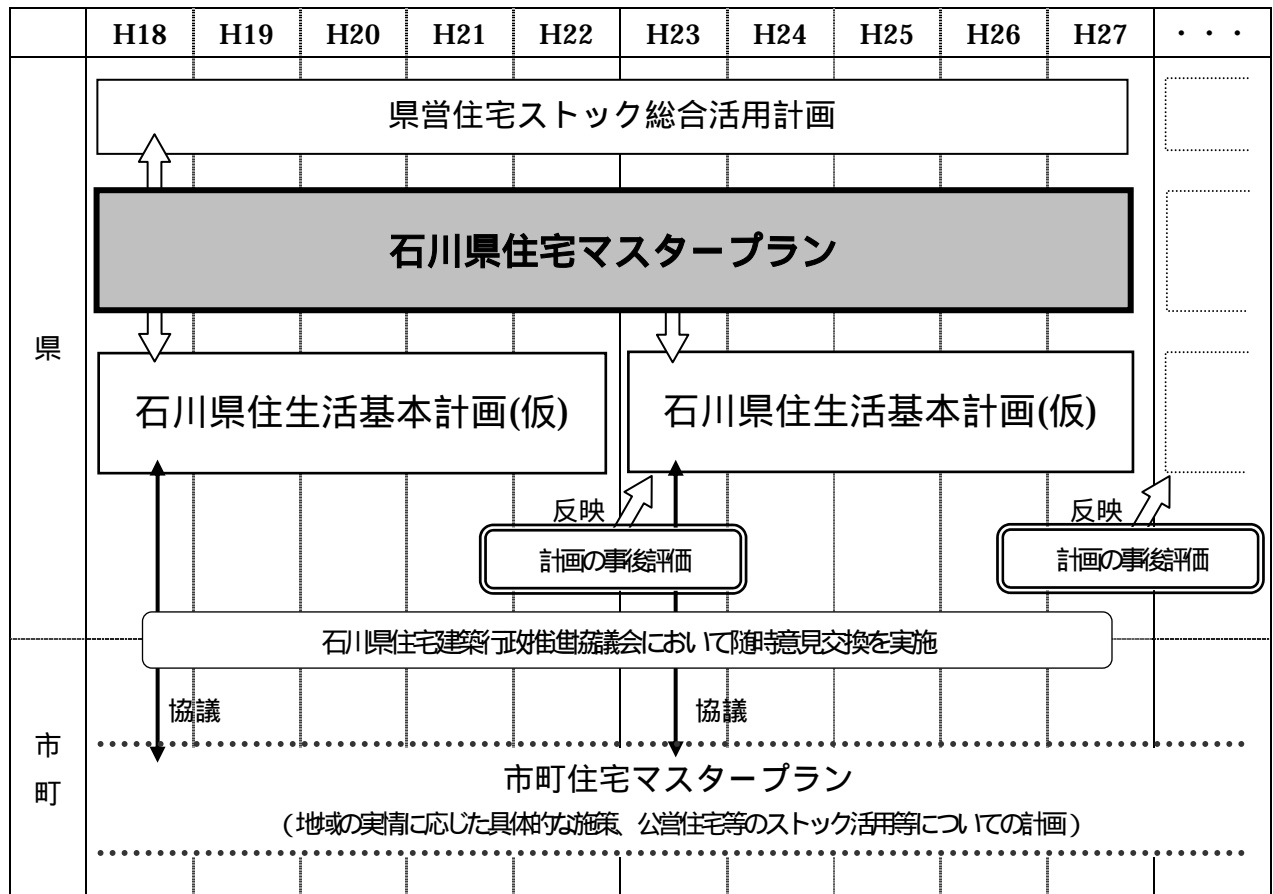 H18 H19 H20 H21 H22 H23 H24 H25 H26 H27 ・・・
県営住宅ストック総合活用計画
石川県住宅マスタープラン
県
石川県住生活基本計画(仮) 石川県住生活基本計画(仮)
反映 反映
計画の事後評価 計画の事後評価
石川県住宅建築行政推進協議会において随時意見交換を実施
協議 協議
市
町
市町住宅マスタープラン
(地域の実情に応じた具体的な施策、公営住宅等のストック活用等についての計画)